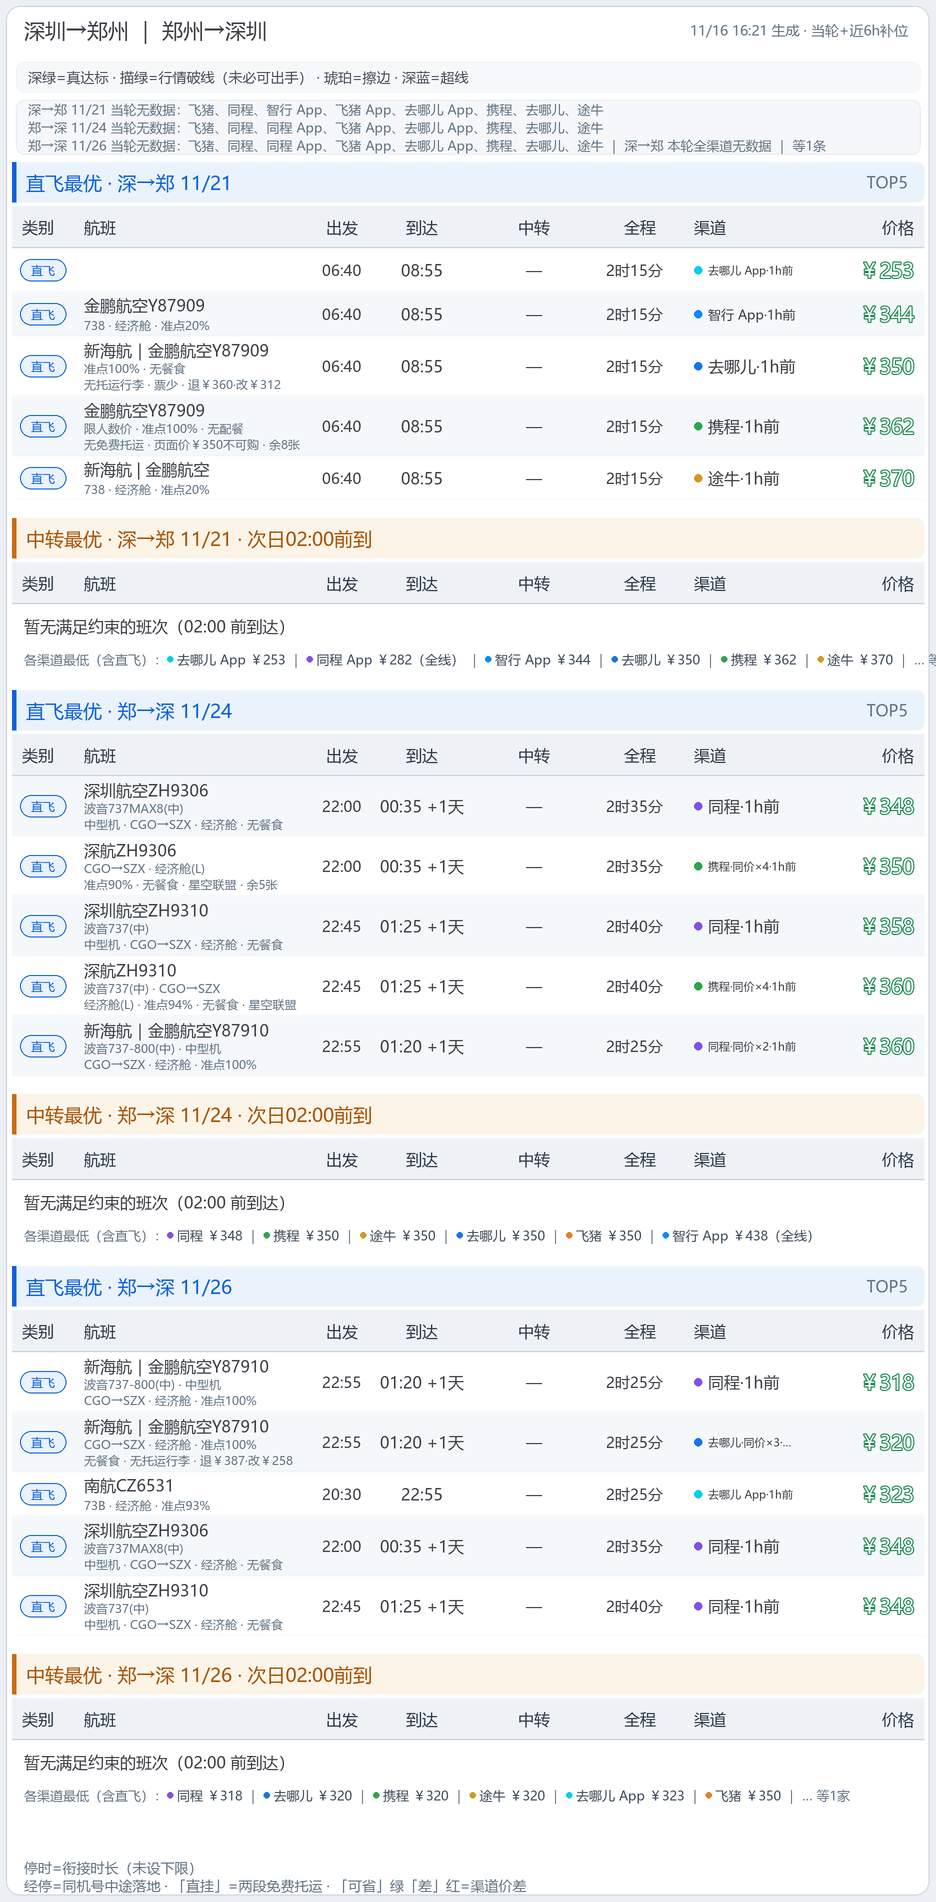 深圳→郑州 | 郑州→深圳
11/16 16:21 生成 · 当轮+近6h补位
深绿=真达标 · 描绿=行情破线（未必可出手） · 琥珀=擦边 · 深蓝=超线
深→郑 11/21 当轮无数据：飞猪、同程、智行 App、飞猪 App、去哪儿 App、携程、去哪儿、途牛
郑→深 11/24 当轮无数据：飞猪、同程、同程 App、飞猪 App、去哪儿 App、携程、去哪儿、途牛
郑→深 11/26 当轮无数据：飞猪、同程、同程 App、飞猪 App、去哪儿 App、携程、去哪儿、途牛 | 深→郑 本轮全渠道无数据 | 等1条
直飞最优 · 深→郑 11/21 TOP5
类别 航班 出发 到达 中转 全程 渠道 价格
直飞 06:40 08:55 — 2时15分 去哪儿 App·1h前 ¥253
金鹏航空Y87909
直飞 06:40 08:55 — 2时15分 智行 App·1h前 ¥344
738 · 经济舱 · 准点20%
新海航 | 金鹏航空Y87909
直飞 准点100% · 无餐食 06:40 08:55 — 2时15分 去哪儿·1h前 ¥350
无托运行李 · 票少 · 退¥360·改¥312
金鹏航空Y87909
直飞 限人数价 · 准点100% · 无配餐 06:40 08:55 — 2时15分 携程·1h前 ¥362
无免费托运 · 页面价¥350不可购 · 余8张
新海航 | 金鹏航空
直飞 06:40 08:55 — 2时15分 途牛·1h前 ¥370
738 · 经济舱 · 准点20%
中转最优 · 深→郑 11/21 · 次日02:00前到
类别 航班 出发 到达 中转 全程 渠道 价格
暂无满足约束的班次（02:00 前到达）
各渠道最低（含直飞）: 去哪儿 App ¥253 | 同程 App ¥282（全线） | 智行 App ¥344 | 去哪儿 ¥350 | 携程 ¥362 | 途牛 ¥370 | …
直飞最优 · 郑→深 11/24 TOP5
类别 航班 出发 到达 中转 全程 渠道 价格
深圳航空ZH9306
直飞 波音737MAX8(中) 22:00 00:35 +1天 — 2时35分 同程·1h前 ¥348
中型机 · CGO→SZX · 经济舱 · 无餐食
深航ZH9306
直飞 CGO→SZX · 经济舱(L) 22:00 00:35 +1天 — 2时35分 携程·同价×4·1h前 ¥350
准点90% · 无餐食 · 星空联盟 · 余5张
深圳航空ZH9310
直飞 波音737(中) 22:45 01:25 +1天 — 2时40分 同程·1h前 ¥358
中型机 · CGO→SZX · 经济舱 · 无餐食
深航ZH9310
直飞 波音737(中) · CGO→SZX 22:45 01:25 +1天 — 2时40分 携程·同价×4·1h前 ¥360
经济舱(L) · 准点94% · 无餐食 · 星空联盟
新海航 | 金鹏航空Y87910
直飞 波音737-800(中) · 中型机 22:55 01:20 +1天 — 2时25分 同程·同价×2·1h前 ¥360
CGO→SZX · 经济舱 · 准点100%
中转最优 · 郑→深 11/24 · 次日02:00前到
类别 航班 出发 到达 中转 全程 渠道 价格
暂无满足约束的班次（02:00 前到达）
各渠道最低（含直飞）: 同程 ¥348 | 携程 ¥350 | 途牛 ¥350 | 去哪儿 ¥350 | 飞猪 ¥350 | 智行 App ¥438（全线）
直飞最优 · 郑→深 11/26 TOP5
类别 航班 出发 到达 中转 全程 渠道 价格
新海航 | 金鹏航空Y87910
直飞 波音737-800(中) · 中型机 22:55 01:20 +1天 — 2时25分 同程·1h前 ¥318
CGO→SZX · 经济舱 · 准点100%
新海航 | 金鹏航空Y87910
直飞 CGO→SZX · 经济舱 · 准点100% 22:55 01:20 +1天 — 2时25分 去哪儿·同价×3·… ¥320
无餐食 · 无托运行李 · 退¥387·改¥258
南航CZ6531
直飞 20:30 22:55 — 2时25分 去哪儿 App·1h前 ¥323
73B · 经济舱 · 准点93%
深圳航空ZH9306
直飞 波音737MAX8(中) 22:00 00:35 +1天 — 2时35分 同程·1h前 ¥348
中型机 · CGO→SZX · 经济舱 · 无餐食
深圳航空ZH9310
直飞 波音737(中) 22:45 01:25 +1天 — 2时40分 同程·1h前 ¥348
中型机 · CGO→SZX · 经济舱 · 无餐食
中转最优 · 郑→深 11/26 · 次日02:00前到
类别 航班 出发 到达 中转 全程 渠道 价格
暂无满足约束的班次（02:00 前到达）
各渠道最低（含直飞）: 同程 ¥318 | 去哪儿 ¥320 | 携程 ¥320 | 途牛 ¥320 | 去哪儿 App ¥323 | 飞猪 ¥350 | … 等1家
停时=衔接时长（未设下限）
经停=同机号中途落地 · 「直挂」=两段免费托运 · 「可省」绿「差」红=渠道价差